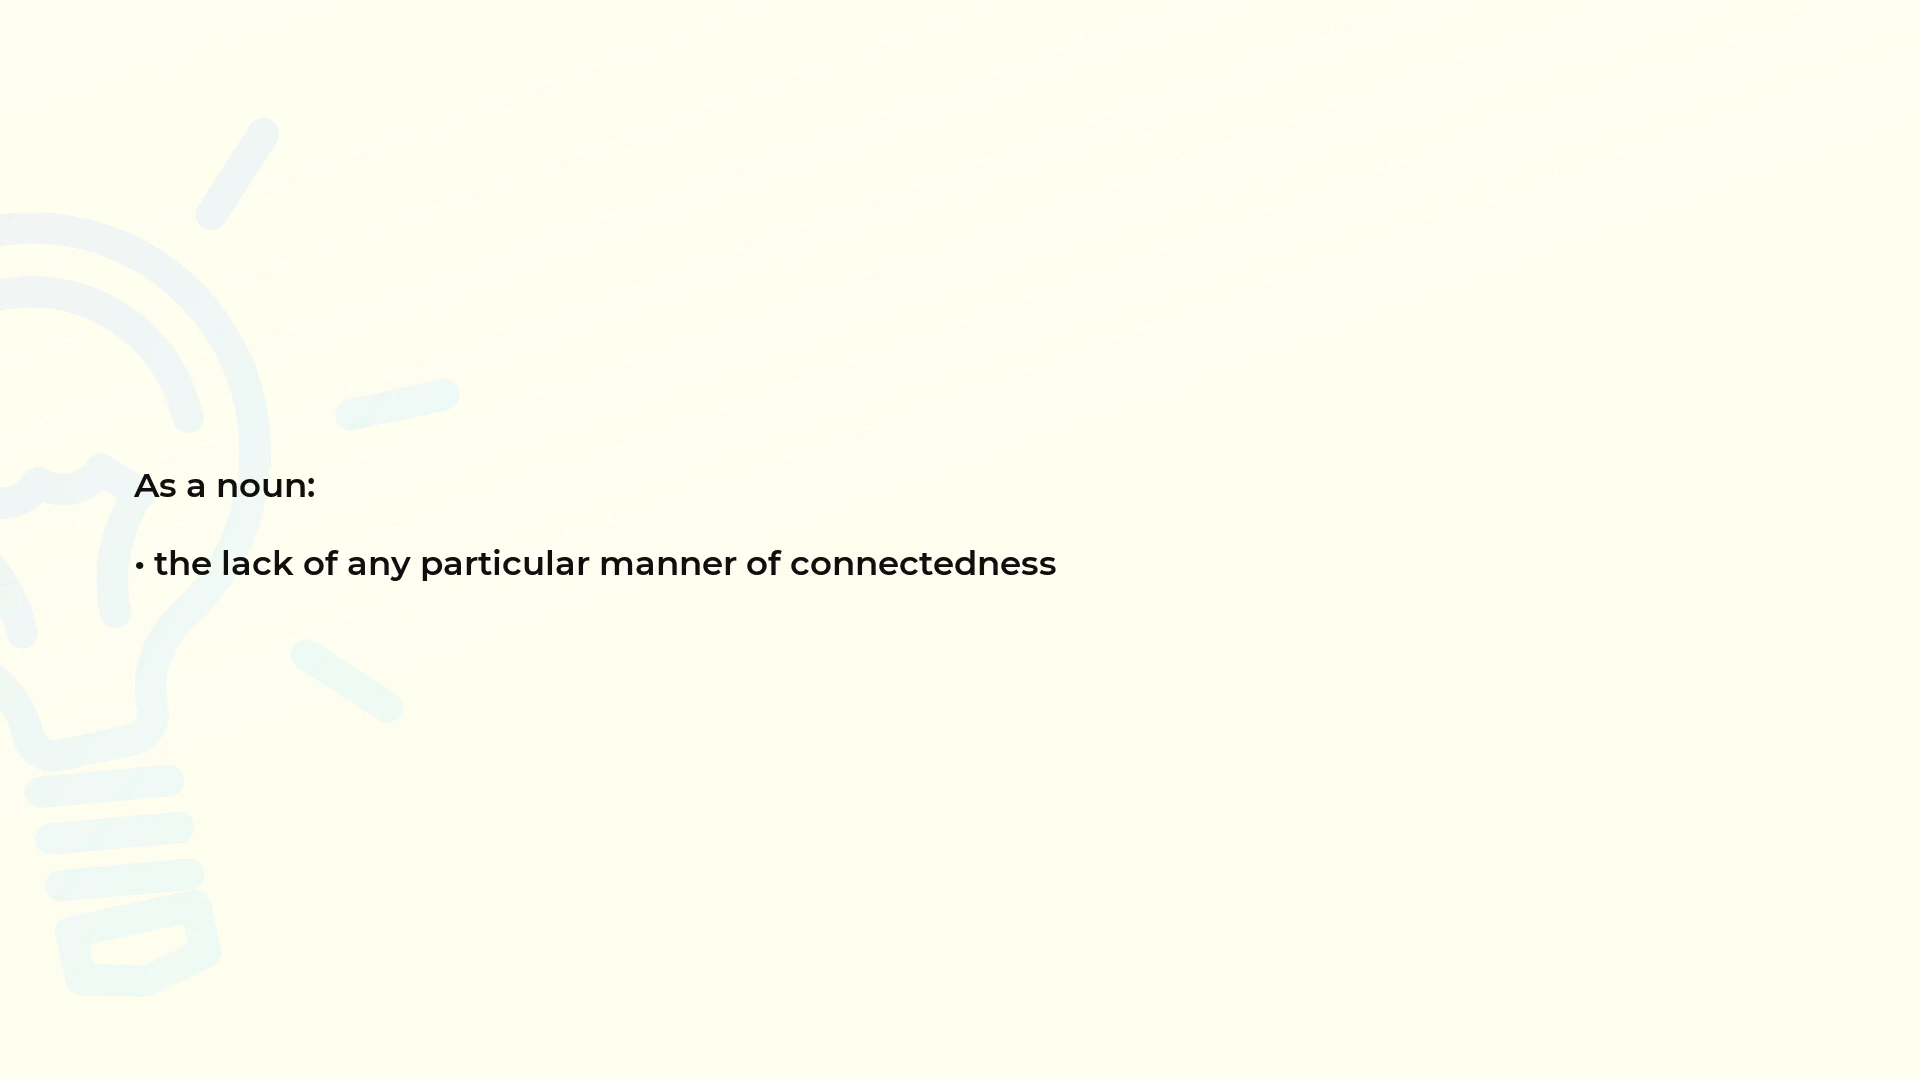 As a noun:
• the lack of any particular manner of connectedness